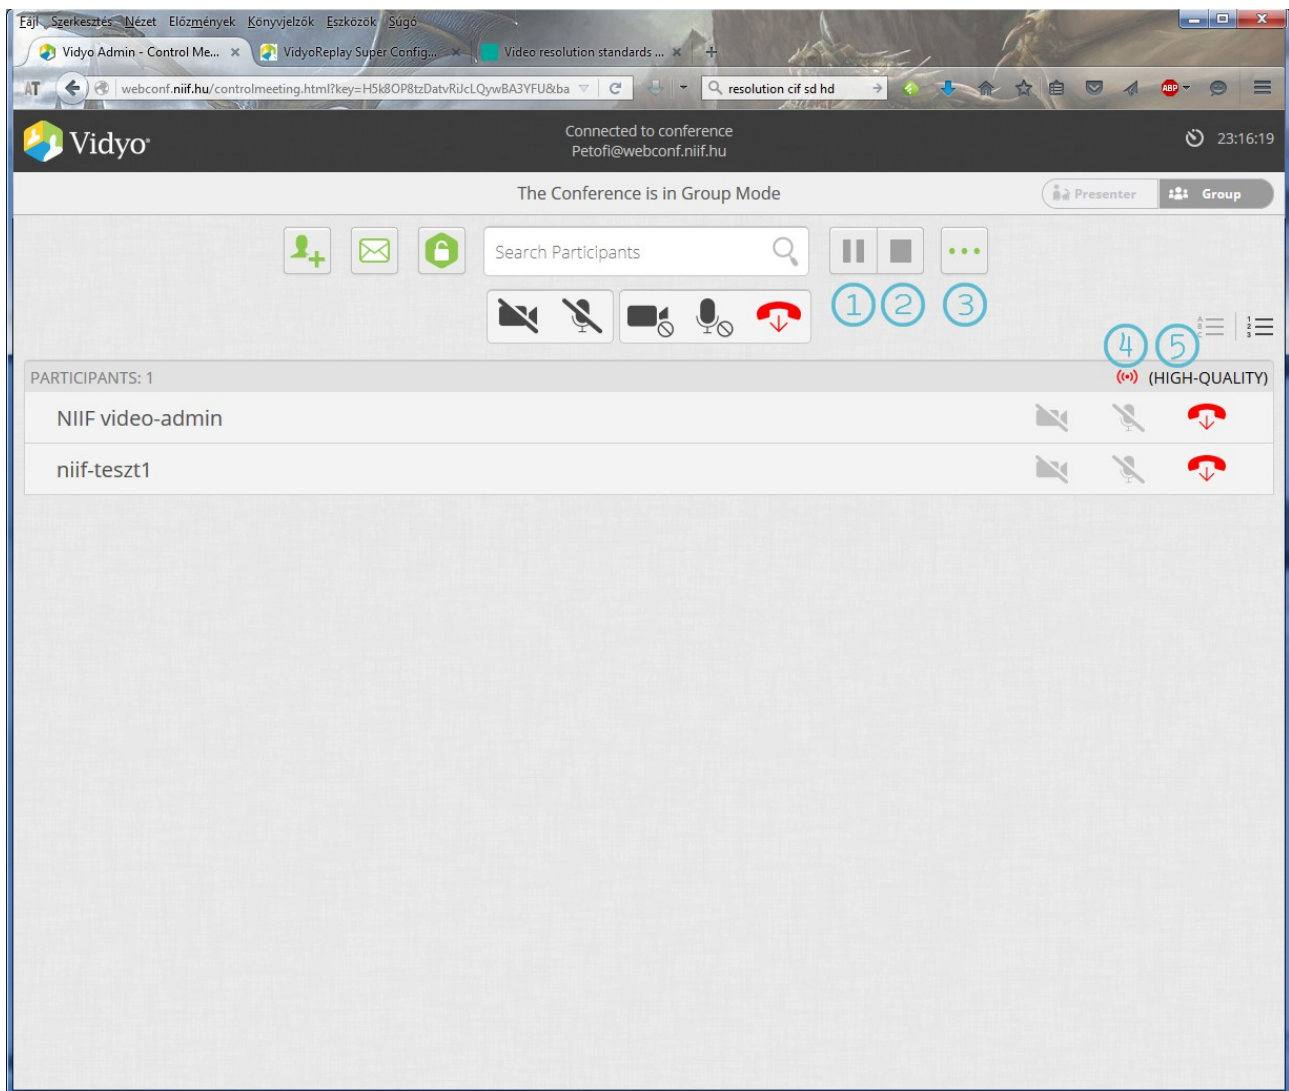 Fájl Szerkesztés Nézet Előzmények Könyvjelzők Eszközök Súgó
Vidyo Admin - Control Me... VidyoReplay Super Config... Video resolution standards ...
AT webconf.niif.hu/controlmeeting.html?key=H5k8OP8tzDatvRiJcLQywBA3YFU&ba resolution cif sd hd ABP
Vidyo Connected to conference 23:16:19
Petofi@webconf.niif.hu
The Conference is in Group Mode Presenter Group
Search Participants
1 2 3
4 5
PARTICIPANTS: 1 (HIGH-QUALITY)
NIIF video-admin
niif-teszt1